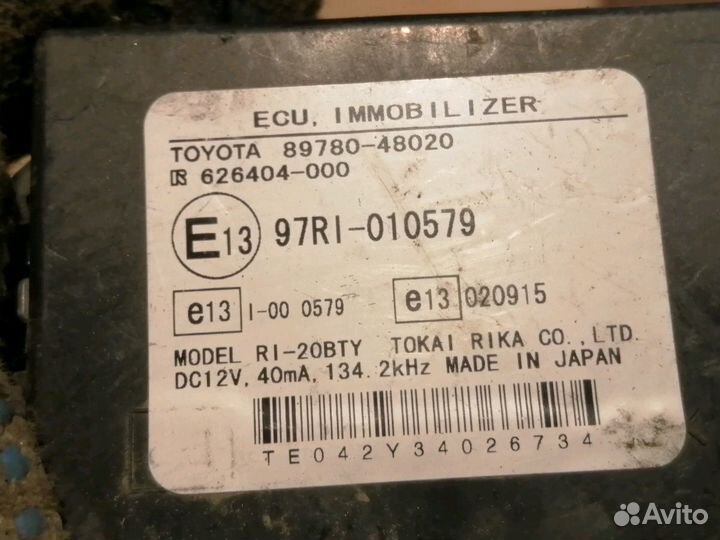 ECU, IMMOBILIZER
TOYOTA 89780-48020
626404-000
E13 97RI-010579
e13 I-00 0579 e13 020915
MODEL RI-20BTY TOKAI RIKA CO., LTD.
DC12V, 40mA, 134.2kHz MADE IN JAPAN
TE042Y34026734
Avito